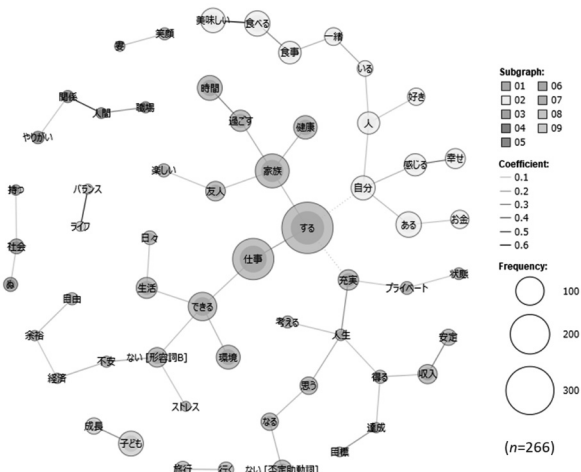 美味しい
食べる
笑顔
妻
食事
一緒
いる
時間
過ごす
健康
好き
人
関係
人間
職場
やりがい
家族
感じる
幸せ
楽しい
友人
自分
持つ
バランス
ライフ
ある
お金
する
日々
社会
仕事
生活
充実
プライベート
状態
ぬ
自由
できる
余裕
考える
人生
安定
不安
ない[形容詞B]
環境
経済
得る
収入
思う
ストレス
なる
達成
成長
子ども
目標
旅行
行く
ない[否定助動詞]
Subgraph:
01 06
02 07
03 08
04 09
05
Coefficient:
0.1
0.2
0.3
0.4
0.5
0.6
Frequency:
100
200
300
(n=266)